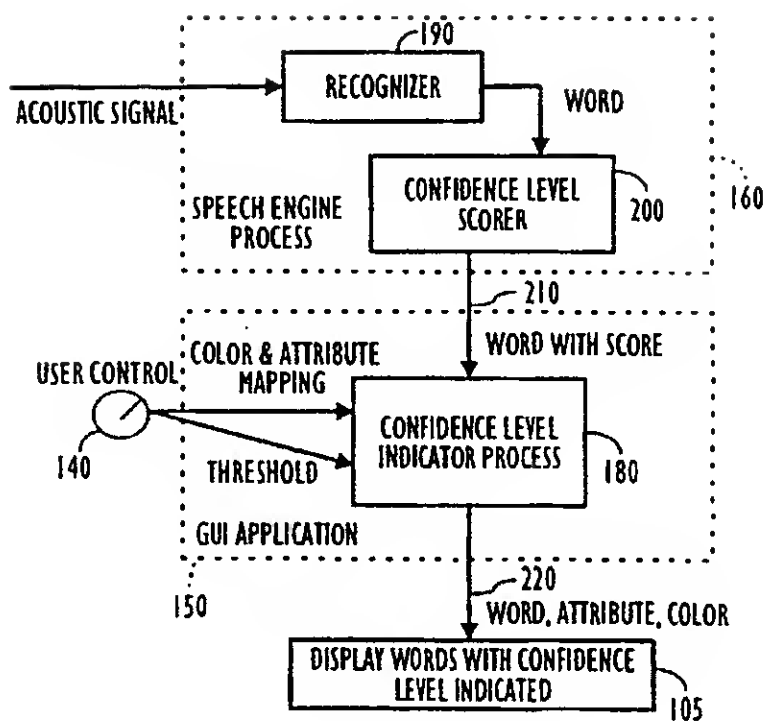 190
RECOGNIZER
ACOUSTIC SIGNAL
WORD
CONFIDENCE LEVEL
SCORER
200
160
SPEECH ENGINE
PROCESS
210
WORD WITH SCORE
COLOR & ATTRIBUTE
MAPPING
USER CONTROL
140
THRESHOLD
CONFIDENCE LEVEL
INDICATOR PROCESS
180
GUI APPLICATION
150
220
WORD, ATTRIBUTE, COLOR
DISPLAY WORDS WITH CONFIDENCE
LEVEL INDICATED
105